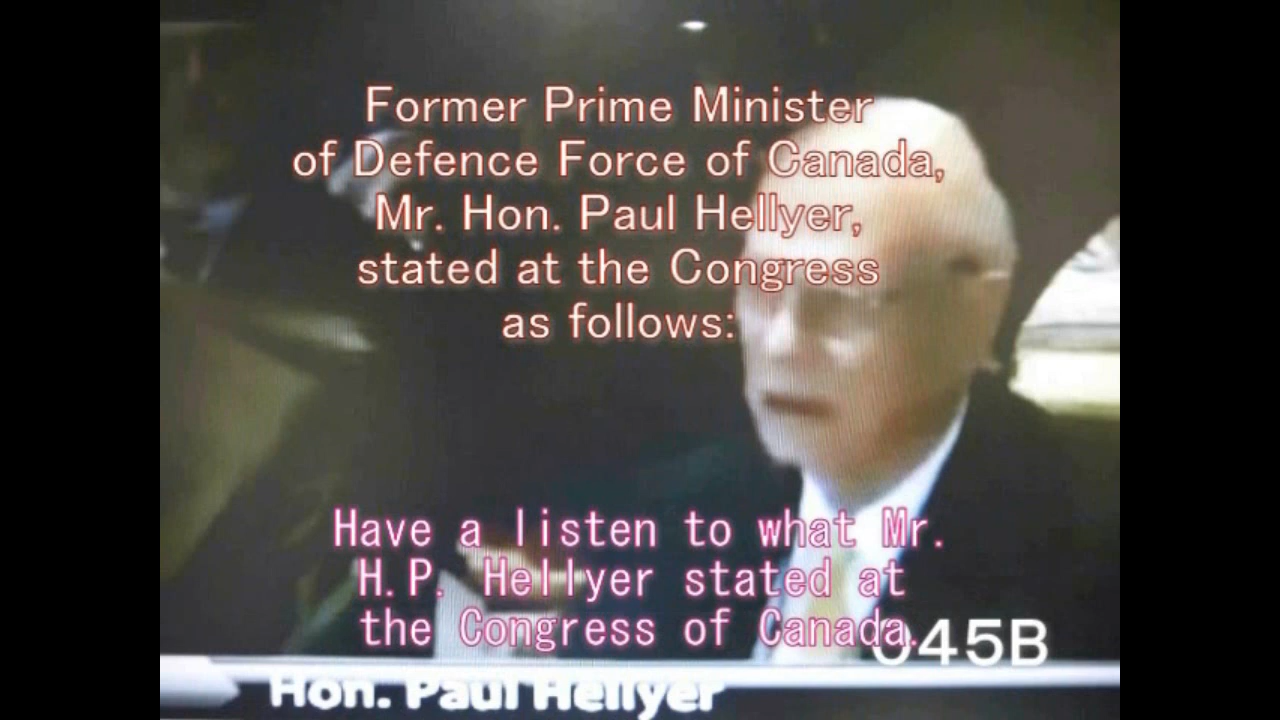 Former Prime Minister
of Defence Force of Canada,
Mr. Hon. Paul Hellyer,
stated at the Congress
as follows:
Have a listen to what Mr.
H.P. Hellyer stated at
the Congress of Canada.
045B
Hon. Paul Hellyer